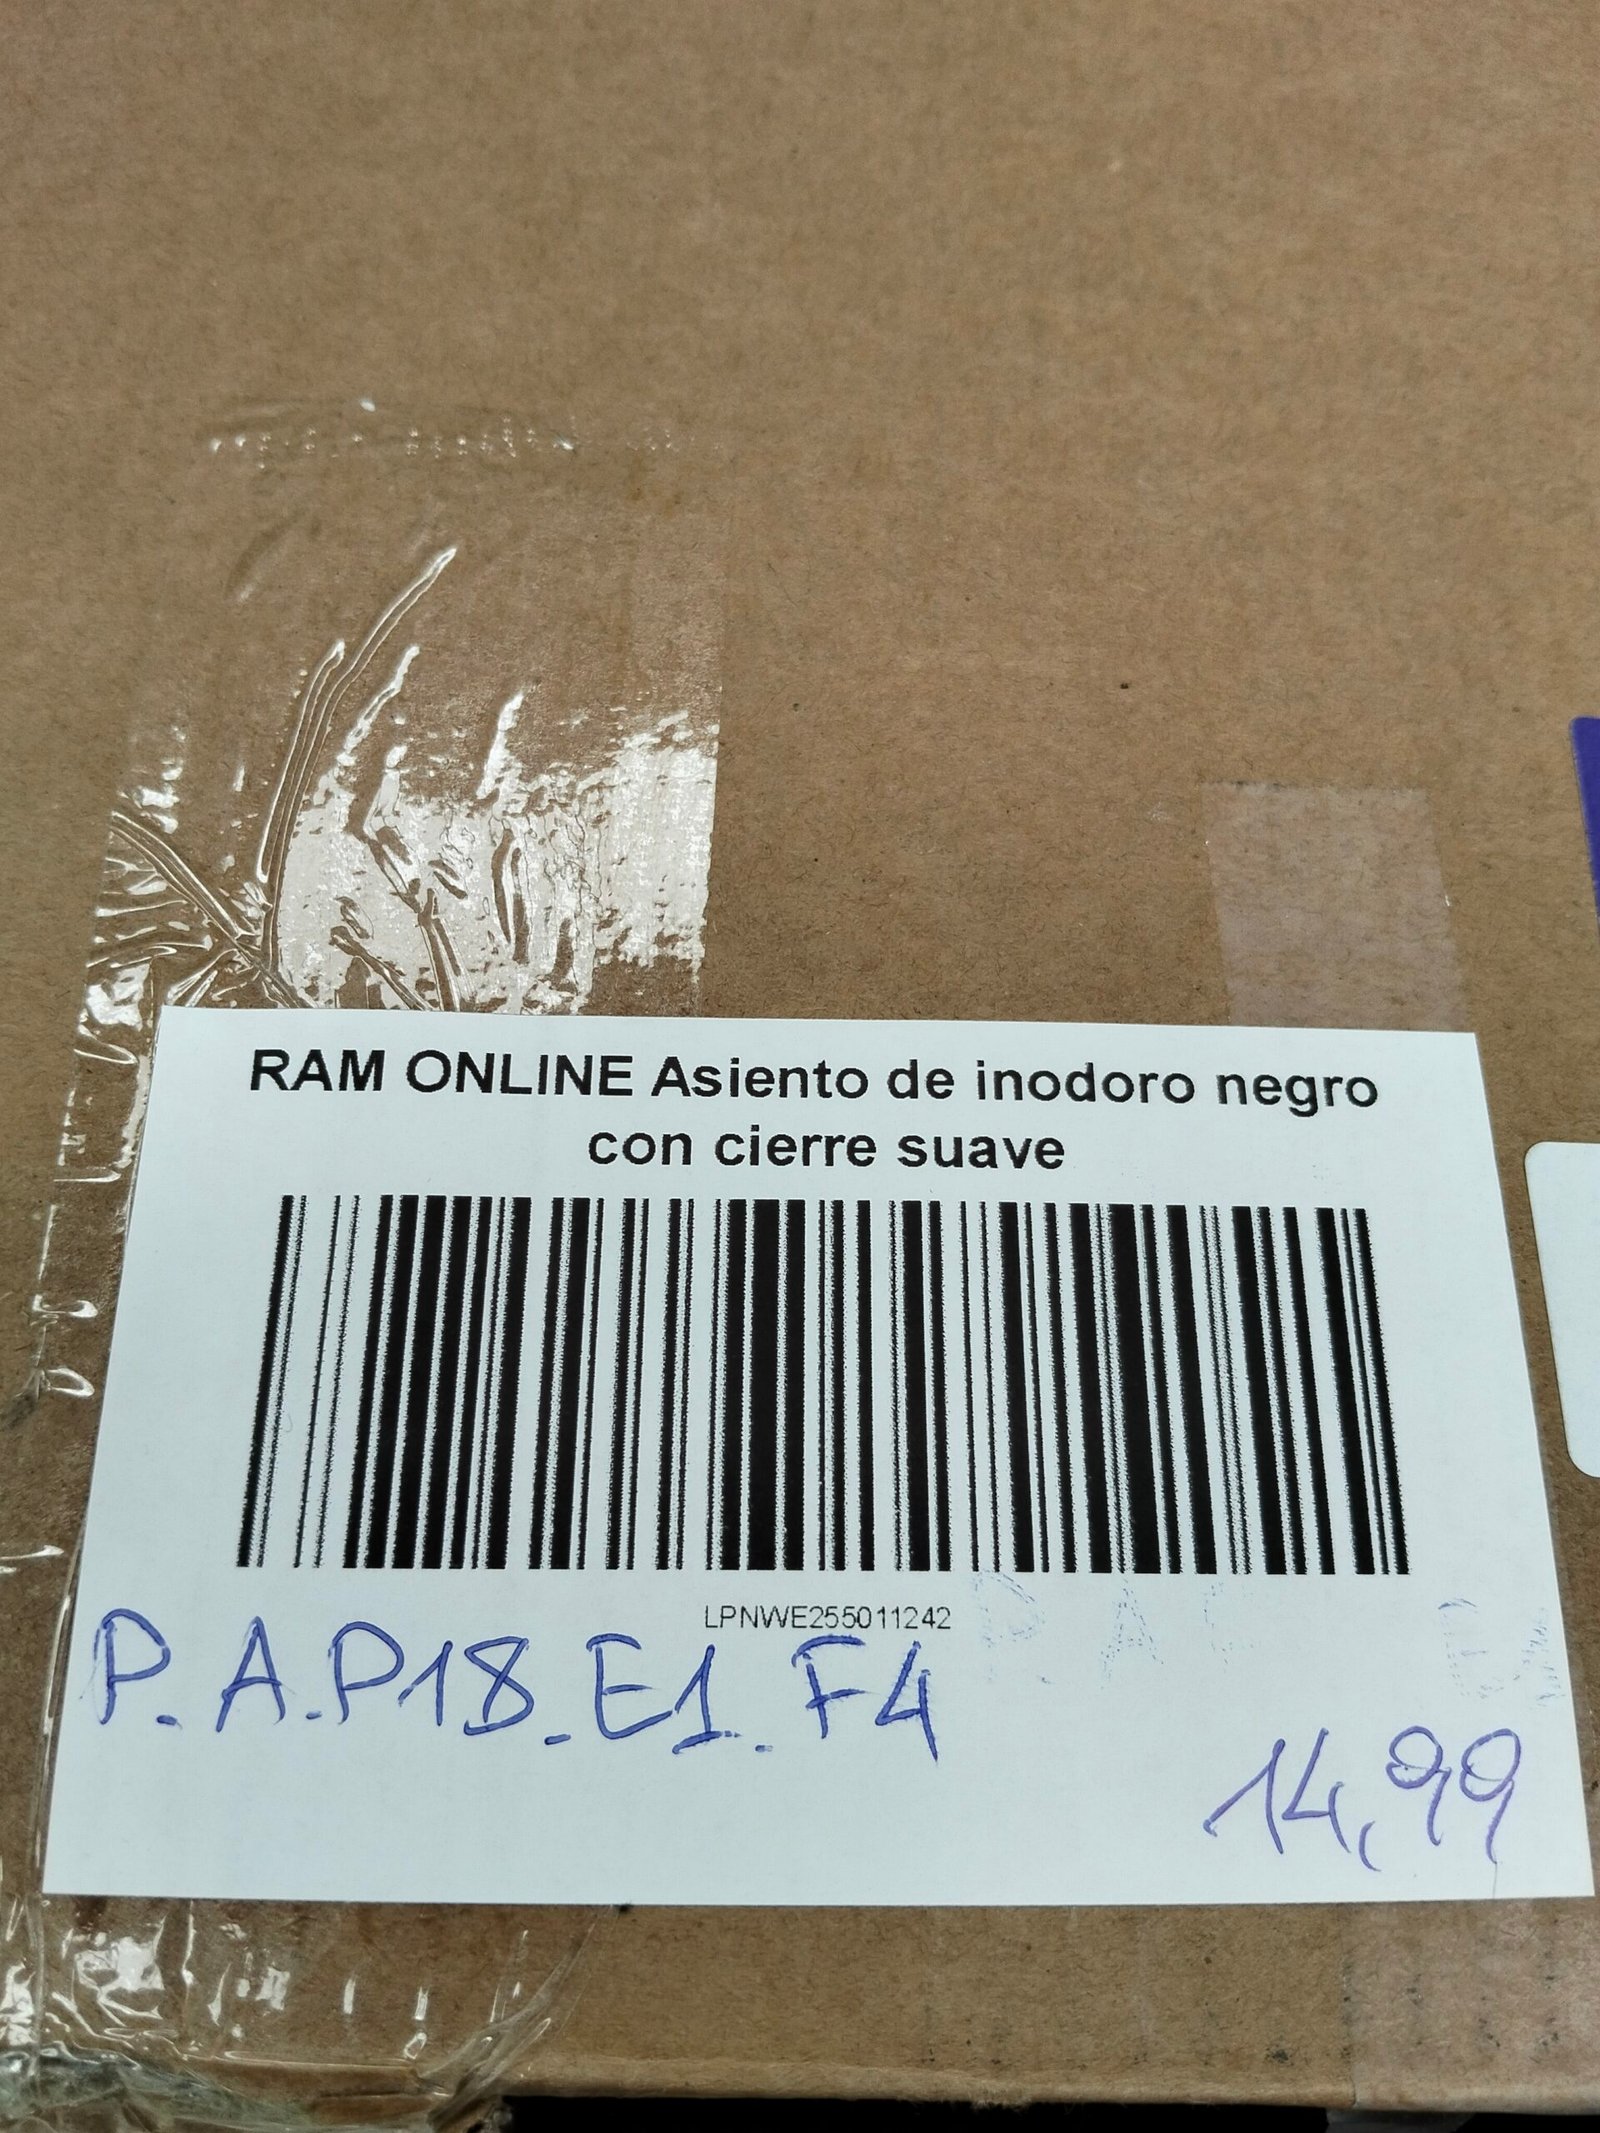 RAM ONLINE Asiento de inodoro negro
con cierre suave
LPNWE255011242
P.A.P18.E1.F4
14,99